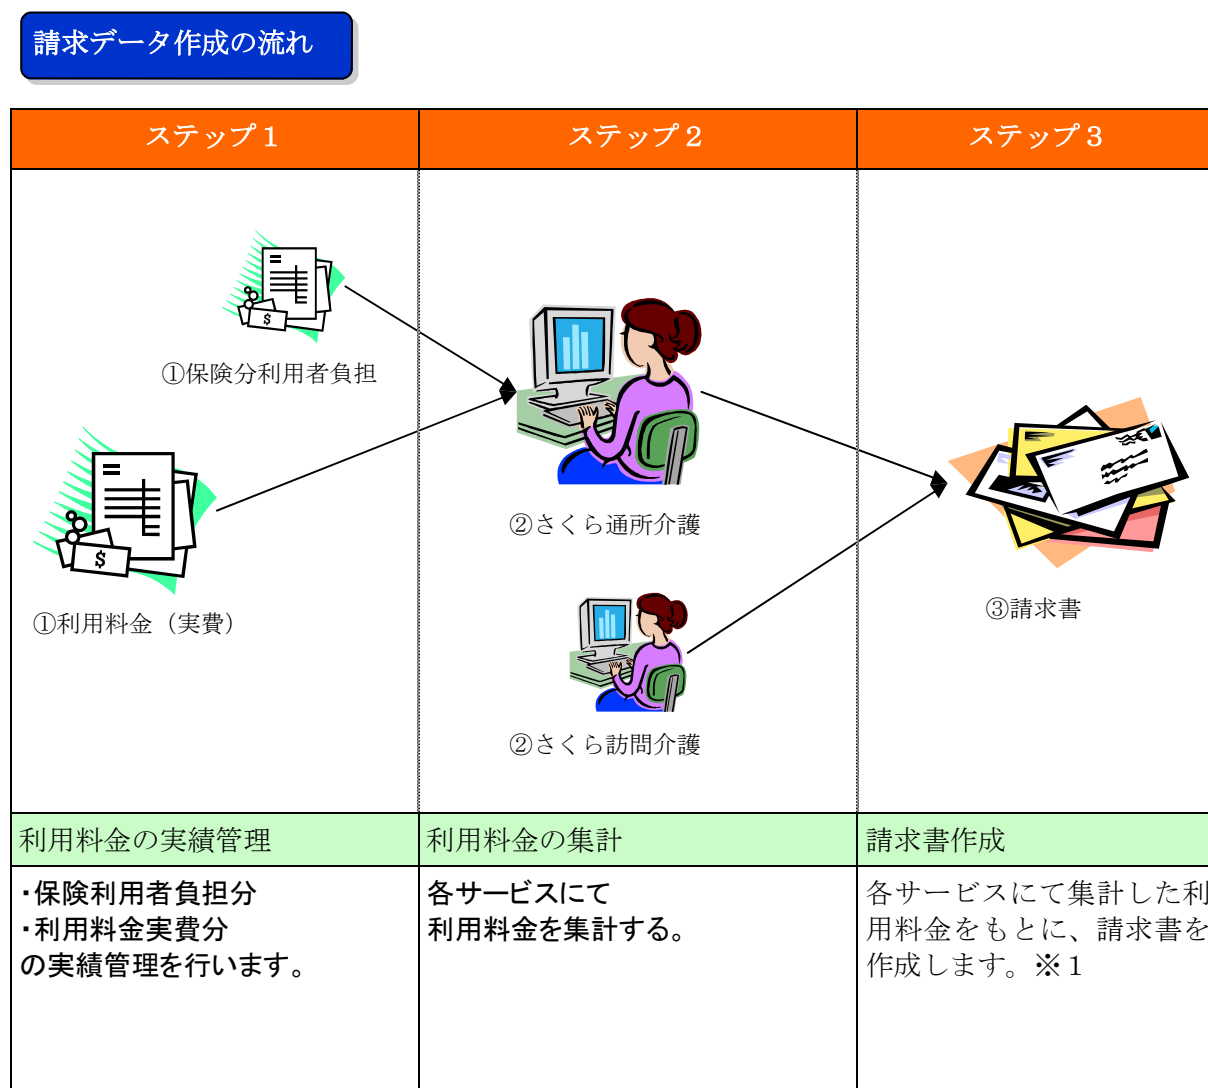 請求データ作成の流れ
ステップ１
ステップ２
ステップ３
①保険分利用者負担
①利用料金（実費）
②さくら通所介護
②さくら訪問介護
③請求書
利用料金の実績管理
利用料金の集計
請求書作成
・保険利用者負担分
・利用料金実費分
の実績管理を行います。
各サービスにて
利用料金を集計する。
各サービスにて集計した利
用料金をもとに、請求書を
作成します。※１